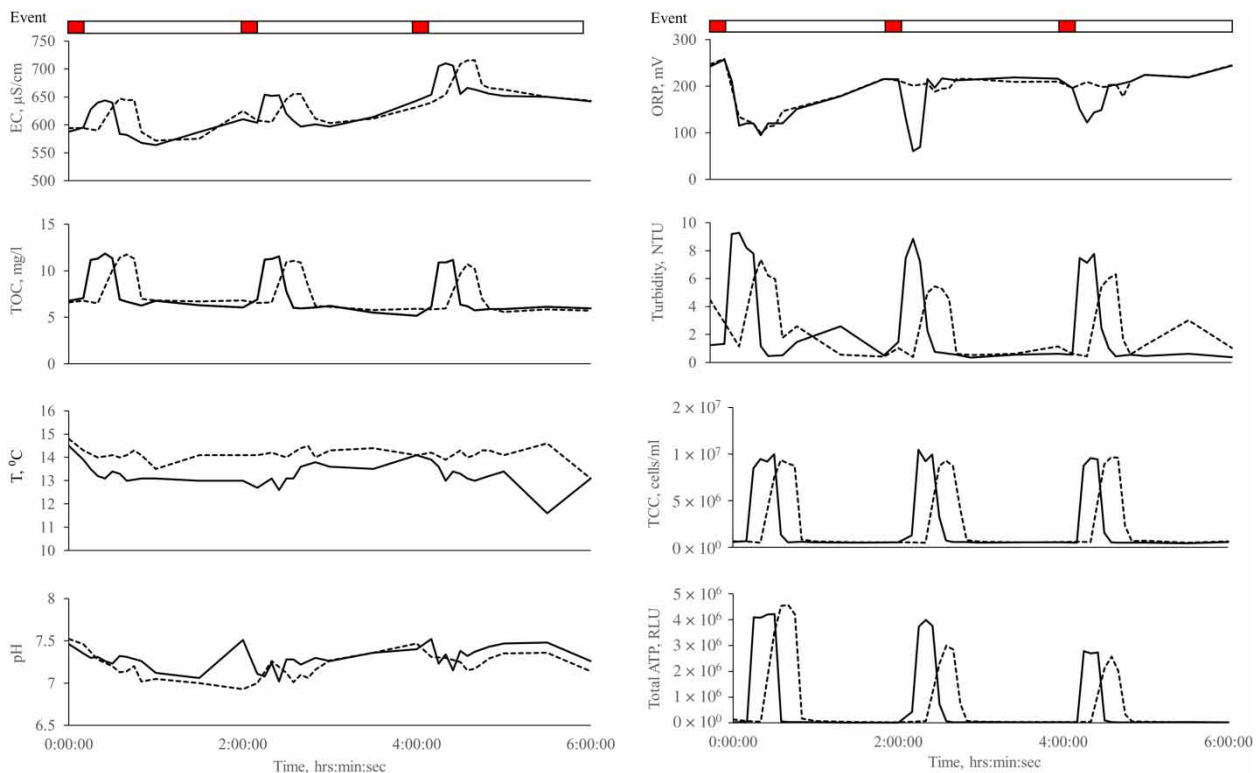 Event
750
700
650
600
550
500
EC, µS/cm
15
10
5
0
TOC, mg/l
16
15
14
13
12
11
10
T, ⁰C
8
7.5
7
6.5
pH
0:00:00 2:00:00 4:00:00 6:00:00
Time, hrs:min:sec
Event
300
200
100
0
ORP, mV
10
8
6
4
2
0
Turbidity, NTU
2 × 10⁷
1 × 10⁷
5 × 10⁶
0 × 10⁰
TCC, cells/ml
5 × 10⁶
4 × 10⁶
3 × 10⁶
2 × 10⁶
1 × 10⁶
0 × 10⁰
Total ATP, RLU
0:00:00 2:00:00 4:00:00 6:00:00
Time, hrs:min:sec